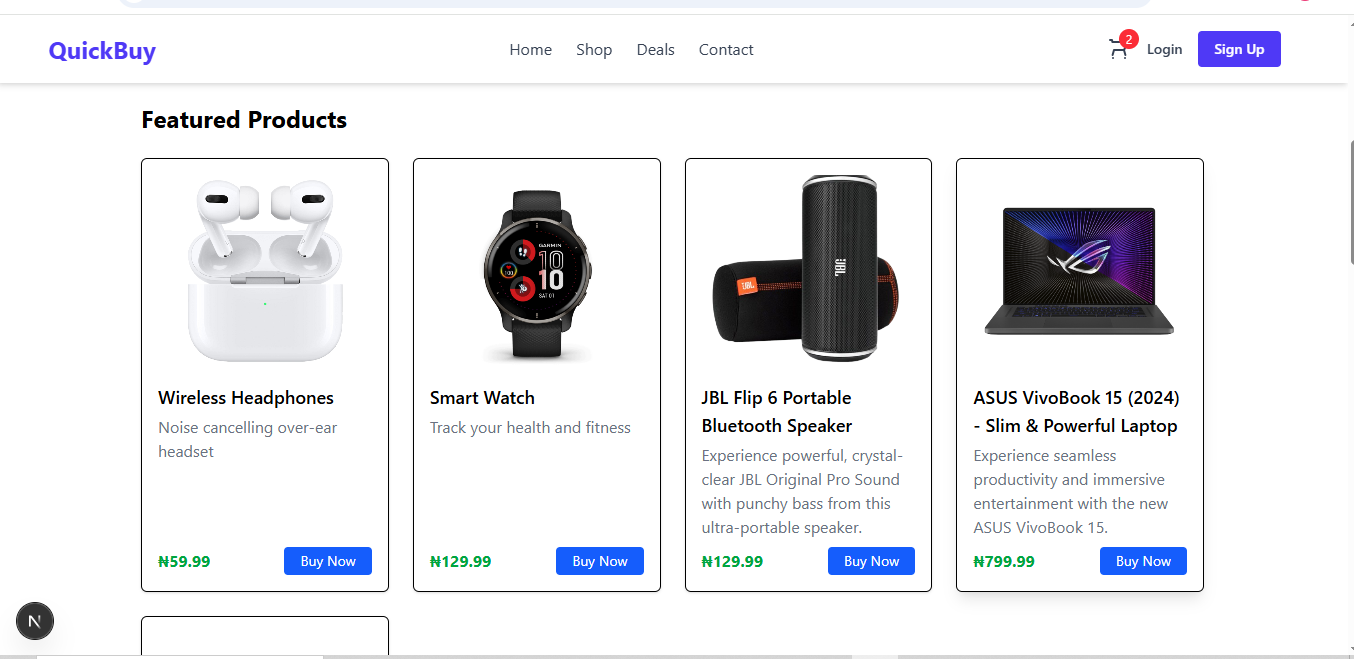 QuickBuy
Home Shop Deals Contact
2
Login
Sign Up
Featured Products
Wireless Headphones
Noise cancelling over-ear
headset
₦59.99
Buy Now
GARMIN
10
10
SAT 01
100
Smart Watch
Track your health and fitness
₦129.99
Buy Now
JBL
JBL
JBL Flip 6 Portable
Bluetooth Speaker
Experience powerful, crystal-
clear JBL Original Pro Sound
with punchy bass from this
ultra-portable speaker.
₦129.99
Buy Now
ASUS VivoBook 15 (2024)
- Slim & Powerful Laptop
Experience seamless
productivity and immersive
entertainment with the new
ASUS VivoBook 15.
₦799.99
Buy Now
N